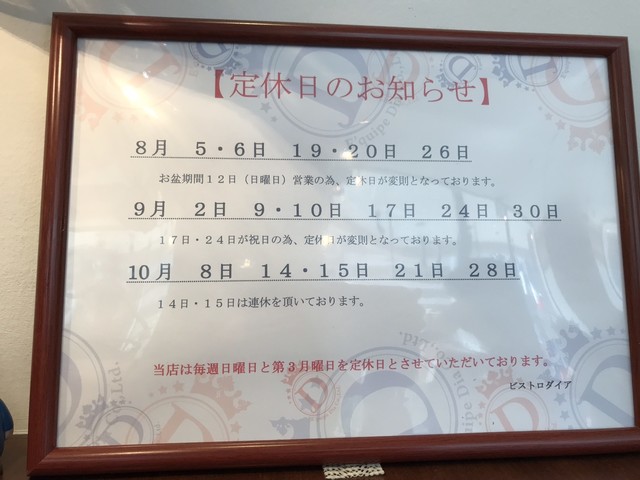 【定休日のお知らせ】
8月 5・6日 19・20日 26日
お盆期間12日（日曜日）営業の為、定休日が変則となっております。
9月 2日 9・10日 17日 24日 30日
17日・24日が祝日の為、定休日が変則となっております。
10月 8日 14・15日 21日 28日
14日・15日は連休を頂いております。
当店は毎週日曜日と第3月曜日を定休日とさせていただいております。
ビストロダイア